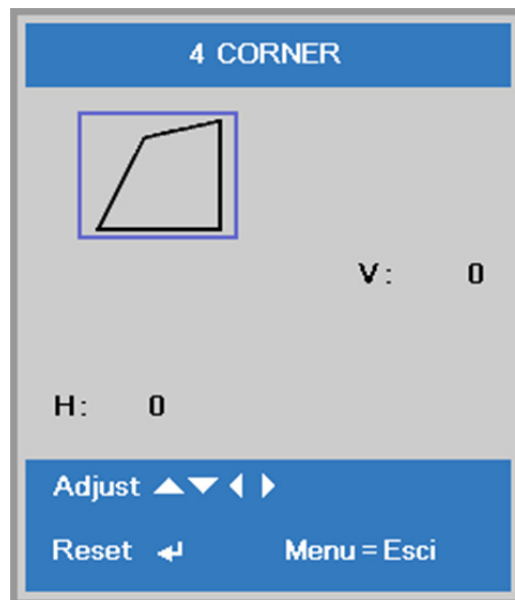 4 CORNER
V: 0
H: 0
Adjust
Reset Menu = Esci